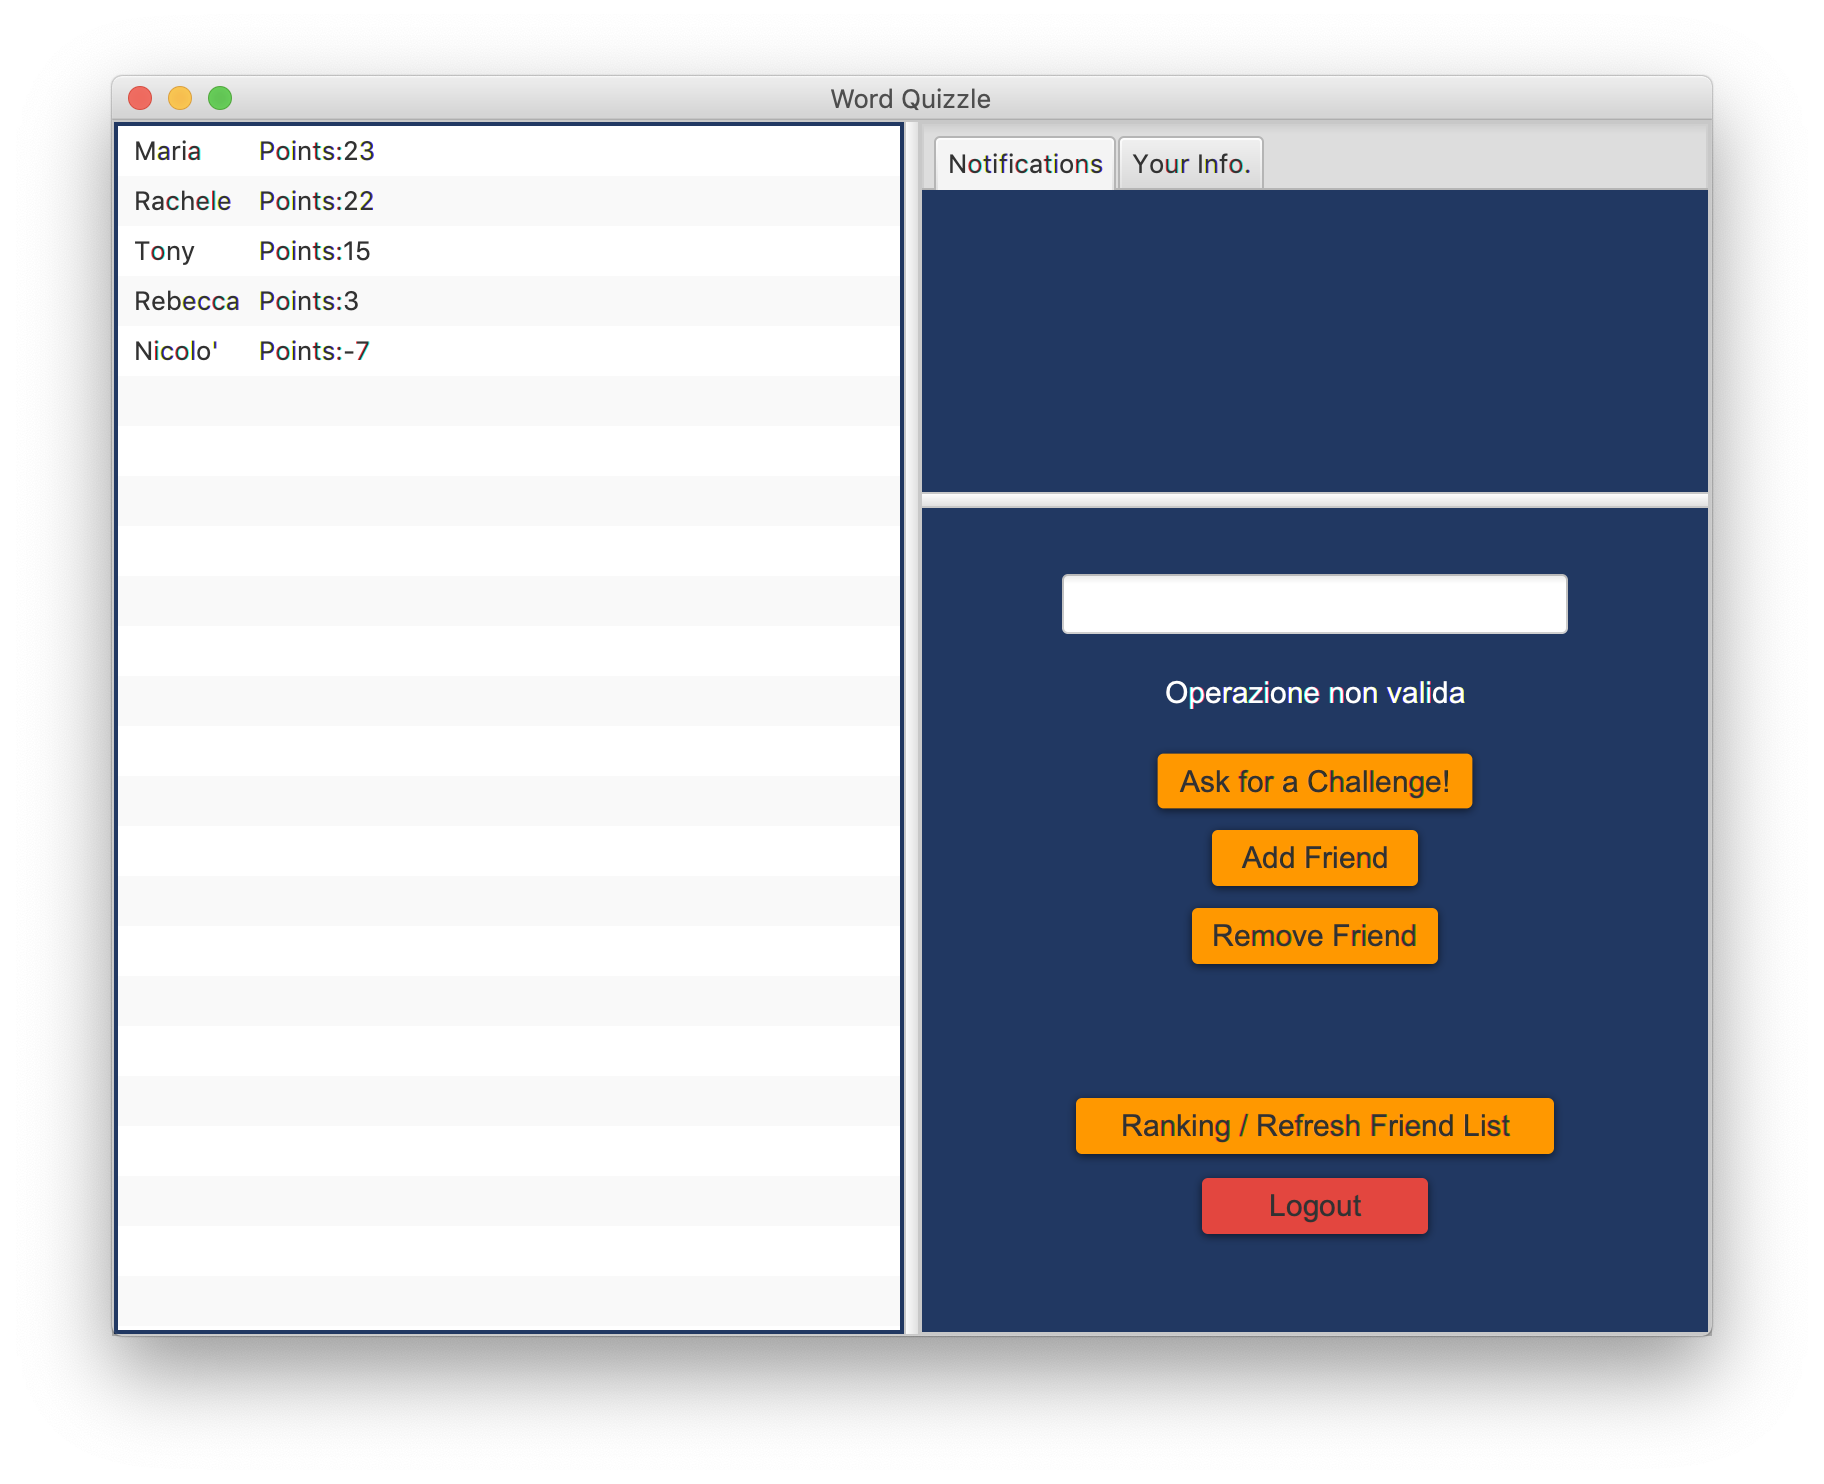 Word Quizzle
Maria Points:23
Rachele Points:22
Tony Points:15
Rebecca Points:3
Nicolo' Points:-7
Notifications Your Info.
Operazione non valida
Ask for a Challenge!
Add Friend
Remove Friend
Ranking / Refresh Friend List
Logout